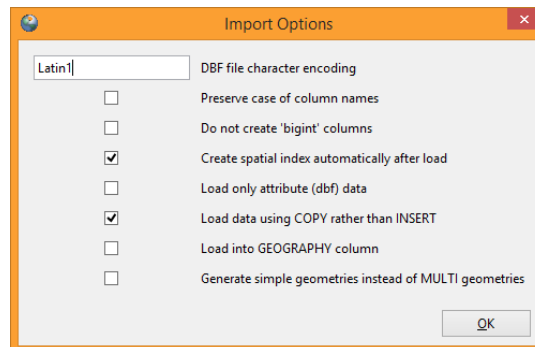 Import Options
Latin1 DBF file character encoding
Preserve case of column names
Do not create 'bigint' columns
Create spatial index automatically after load
Load only attribute (dbf) data
Load data using COPY rather than INSERT
Load into GEOGRAPHY column
Generate simple geometries instead of MULTI geometries
OK